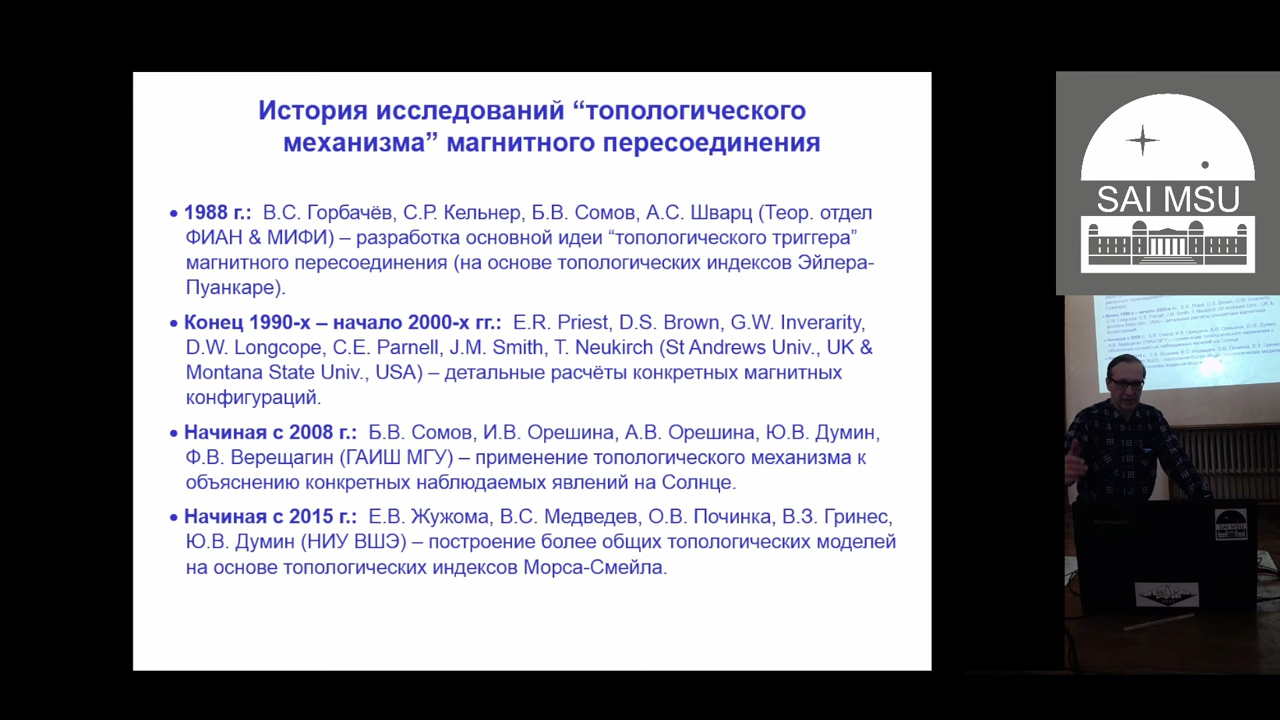 История исследований “топологического
механизма” магнитного пересоединения
• 1988 г.: В.С. Горбачёв, С.Р. Кельнер, Б.В. Сомов, А.С. Шварц (Теор. отдел
ФИАН & МИФИ) – разработка основной идеи “топологического триггера”
магнитного пересоединения (на основе топологических индексов Эйлера-
Пуанкаре).
• Конец 1990-х – начало 2000-х гг.: E.R. Priest, D.S. Brown, G.W. Inverarity,
D.W. Longcope, C.E. Parnell, J.M. Smith, T. Neukirch (St Andrews Univ., UK &
Montana State Univ., USA) – детальные расчёты конкретных магнитных
конфигураций.
• Начиная с 2008 г.: Б.В. Сомов, И.В. Орешина, А.В. Орешина, Ю.В. Думин,
Ф.В. Верещагин (ГАИШ МГУ) – применение топологического механизма к
объяснению конкретных наблюдаемых явлений на Солнце.
• Начиная с 2015 г.: Е.В. Жужома, В.С. Медведев, О.В. Починка, В.З. Гринес,
Ю.В. Думин (НИУ ВШЭ) – построение более общих топологических моделей
на основе топологических индексов Морса-Смейла.
SAI MSU
SAI MSU